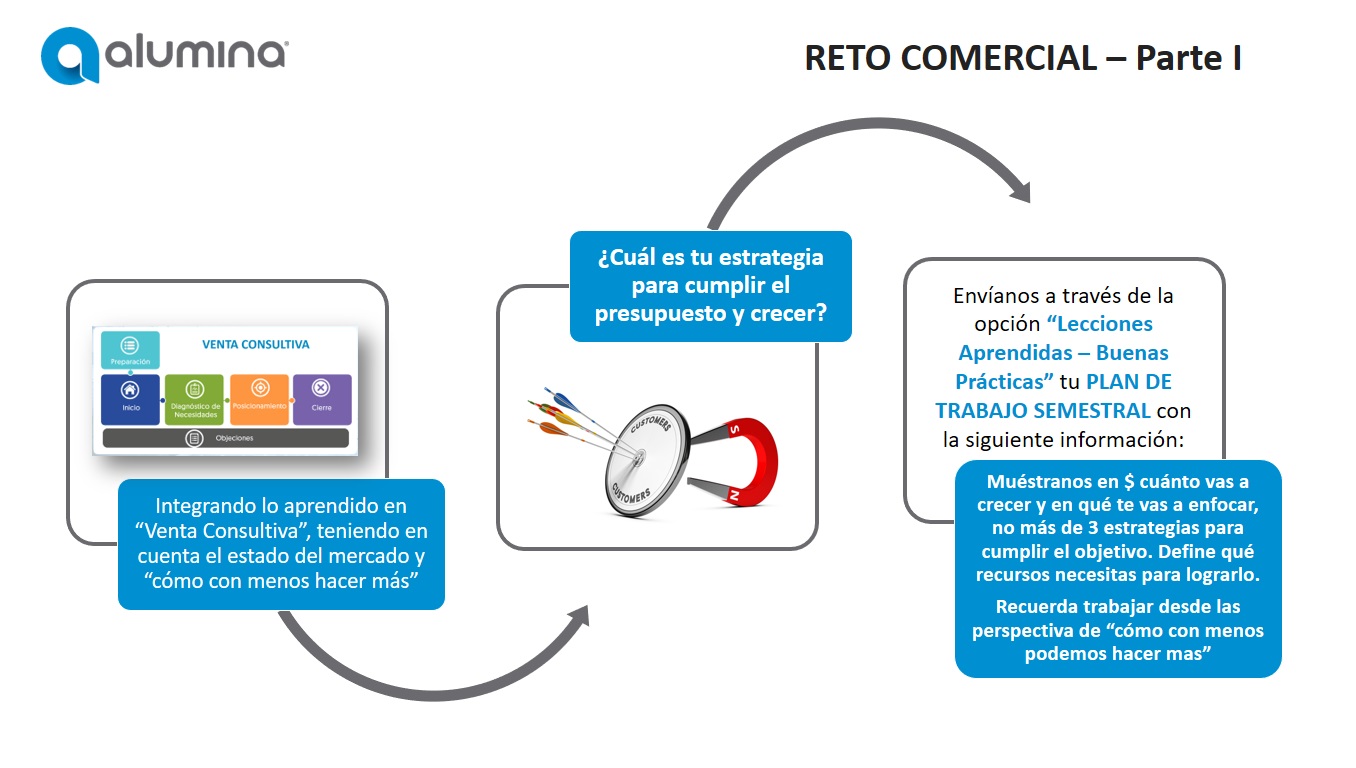 alumina®
RETO COMERCIAL – Parte I
VENTA CONSULTIVA
Preparación
Inicio
Diagnóstico de
Necesidades
Posicionamiento
Cierre
Objeciones
Integrando lo aprendido en
“Venta Consultiva”, teniendo en
cuenta el estado del mercado y
“cómo con menos hacer más”
¿Cuál es tu estrategia
para cumplir el
presupuesto y crecer?
CUSTOMERS
CUSTOMERS
S
N
Envíanos a través de la
opción “Lecciones
Aprendidas – Buenas
Prácticas” tu PLAN DE
TRABAJO SEMESTRAL con
la siguiente información:
Muéstranos en $ cuánto vas a
crecer y en qué te vas a enfocar,
no más de 3 estrategias para
cumplir el objetivo. Define qué
recursos necesitas para lograrlo.
Recuerda trabajar desde las
perspectiva de “cómo con menos
podemos hacer mas”